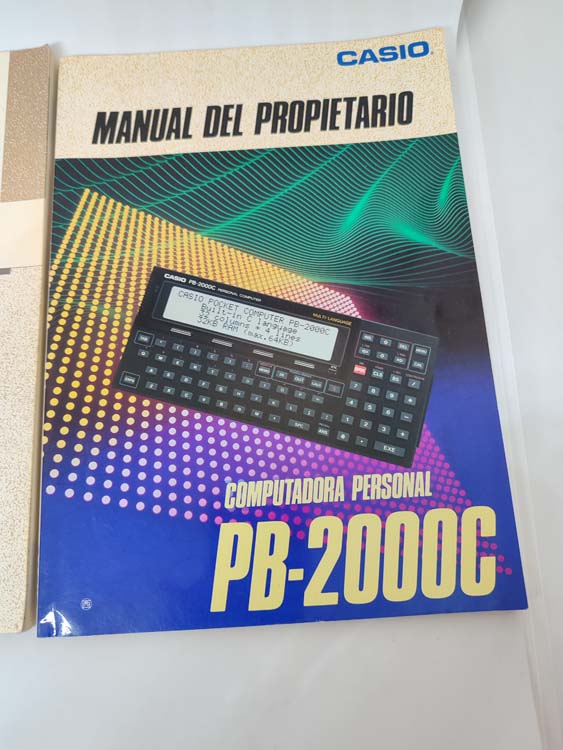 CASIO
MANUAL DEL PROPIETARIO
CASIO PB-2000C PERSONAL COMPUTER
CASIO POCKET COMPUTER PB-2000C
Built-in C language
32 columns * 4 lines
32KB RAM (max.64KB)
MULTI-LANGUAGE
EXE
COMPUTADORA PERSONAL
PB-2000C